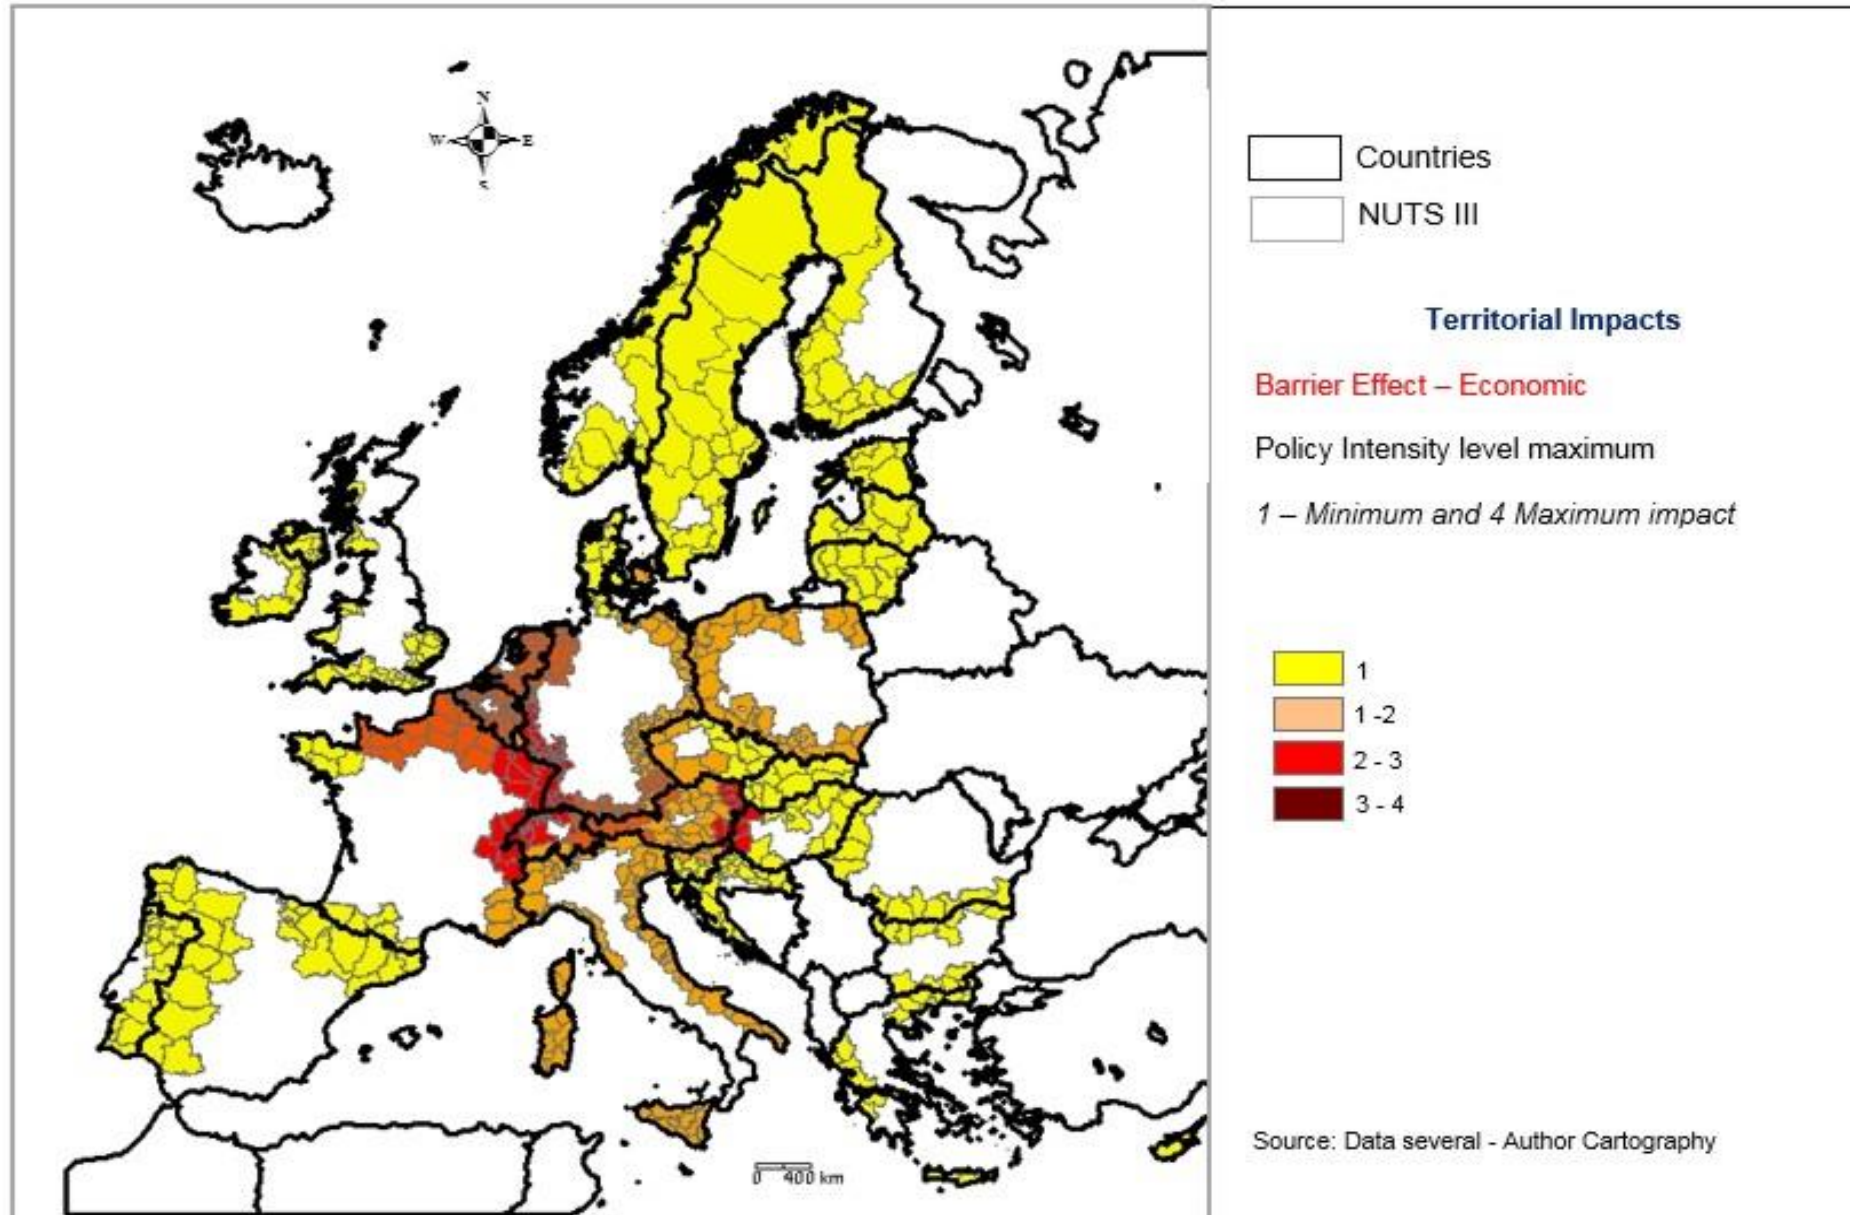 N
W E
S
Countries
NUTS III
Territorial Impacts
Barrier Effect – Economic
Policy Intensity level maximum
1 – Minimum and 4 Maximum impact
1
1 -2
2 - 3
3 - 4
Source: Data several - Author Cartography
0 400 km